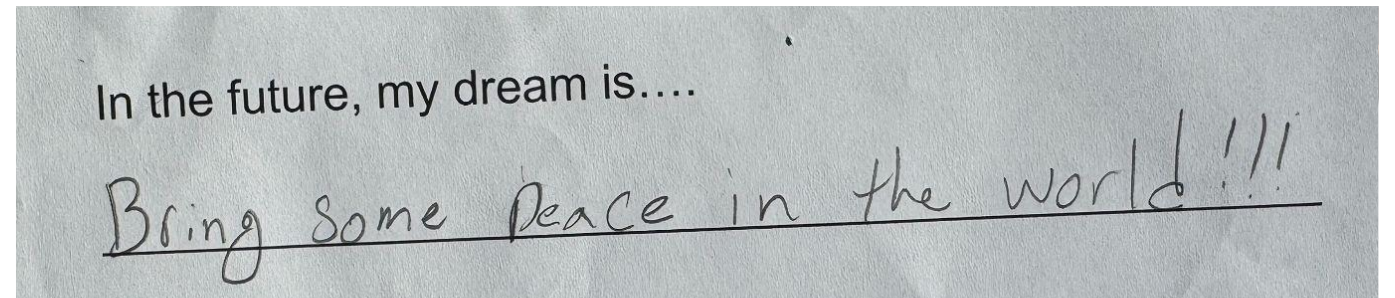 In the future, my dream is....
Bring some peace in the world!!!